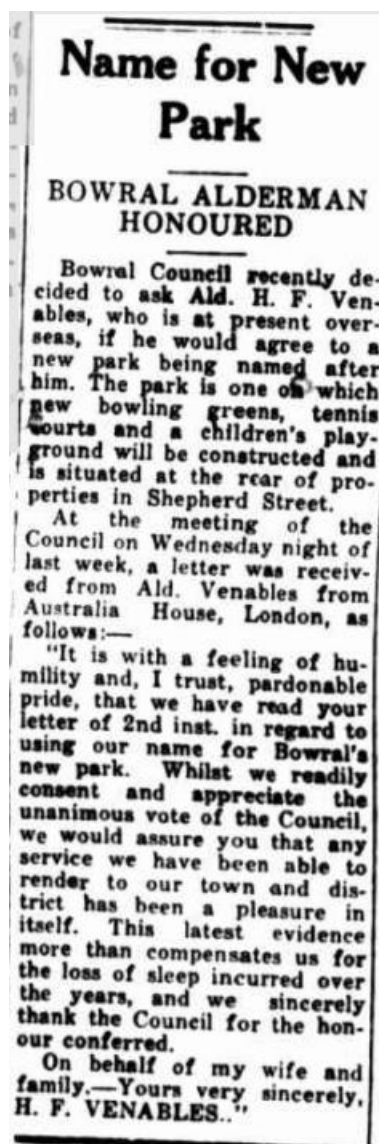 Name for New
Park
BOWRAL ALDERMAN
HONOURED
Bowral Council recently de-
cided to ask Ald. H. F. Ven-
ables, who is at present over-
seas, if he would agree to a
new park being named after
him. The park is one on which
new bowling greens, tennis
courts and a children's play-
ground will be constructed and
is situated at the rear of pro-
perties in Shepherd Street.
At the meeting of the
Council on Wednesday night of
last week, a letter was receiv-
ed from Ald. Venables from
Australia House, London, as
follows:—
"It is with a feeling of hu-
mility and, I trust, pardonable
pride, that we have read your
letter of 2nd inst. in regard to
using our name for Bowral's
new park. Whilst we readily
consent and appreciate the
unanimous vote of the Council,
we would assure you that any
service we have been able to
render to our town and dis-
trict has been a pleasure in
itself. This latest evidence
more than compensates us for
the loss of sleep incurred over
the years, and we sincerely
thank the Council for the hon-
our conferred.
On behalf of my wife and
family.—Yours very sincerely,
H. F. VENABLES.."